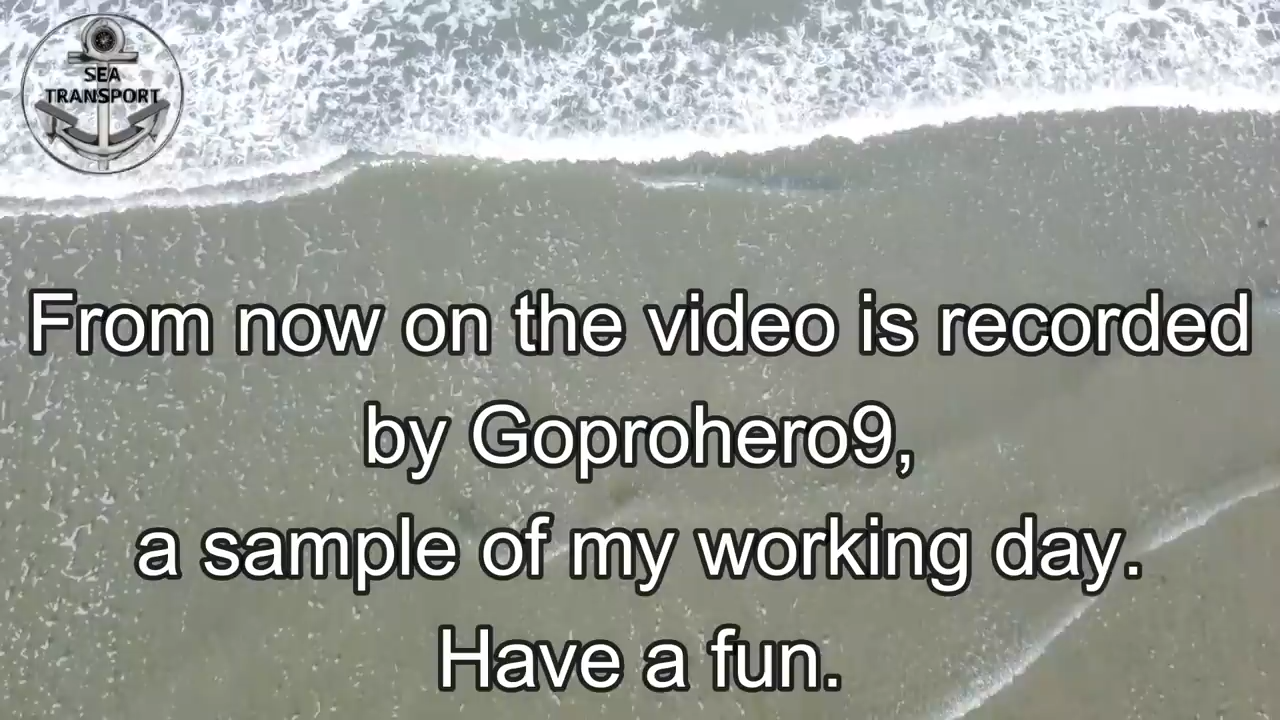 SEA
TRANSPORT
From now on the video is recorded
by Goprohero9,
a sample of my working day.
Have a fun.